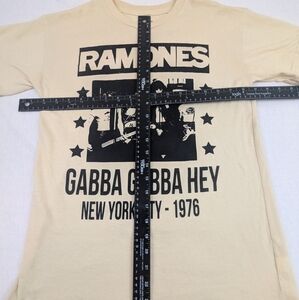 RAMONES
GABBA GABBA HEY
NEW YORK CITY - 1976